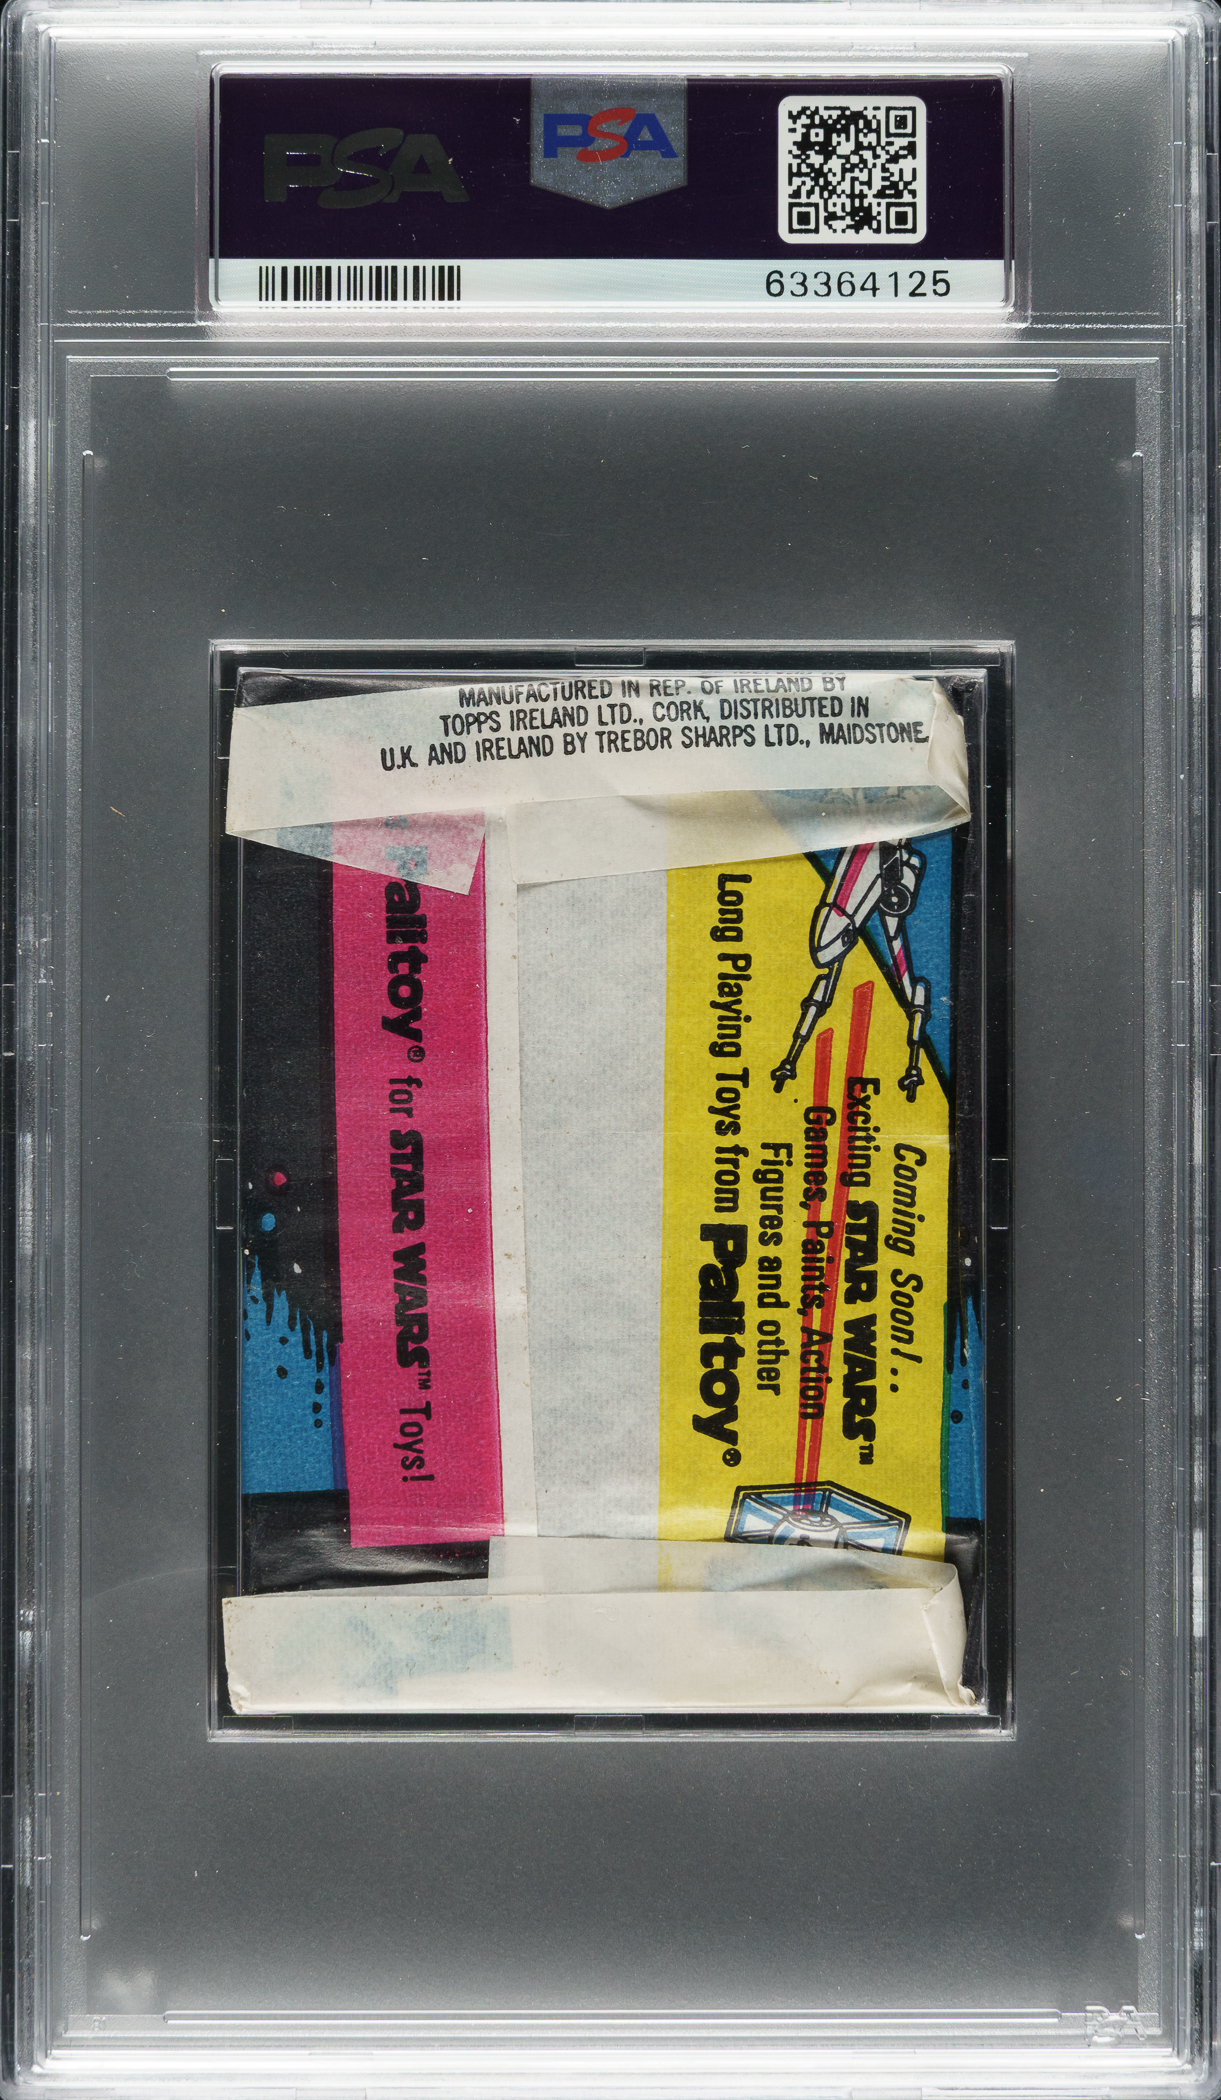 PSA
PSA
63364125
MANUFACTURED IN REP. OF IRELAND BY
TOPPS IRELAND LTD., CORK, DISTRIBUTED IN
U.K. AND IRELAND BY TREBOR SHARPS LTD., MAIDSTONE
Coming Soon!..
Exciting STAR WARS™
Games, Paints, Action
Figures and other
Long Playing Toys from Palitoy®
Palitoy® for STAR WARS™ Toys!
PSA